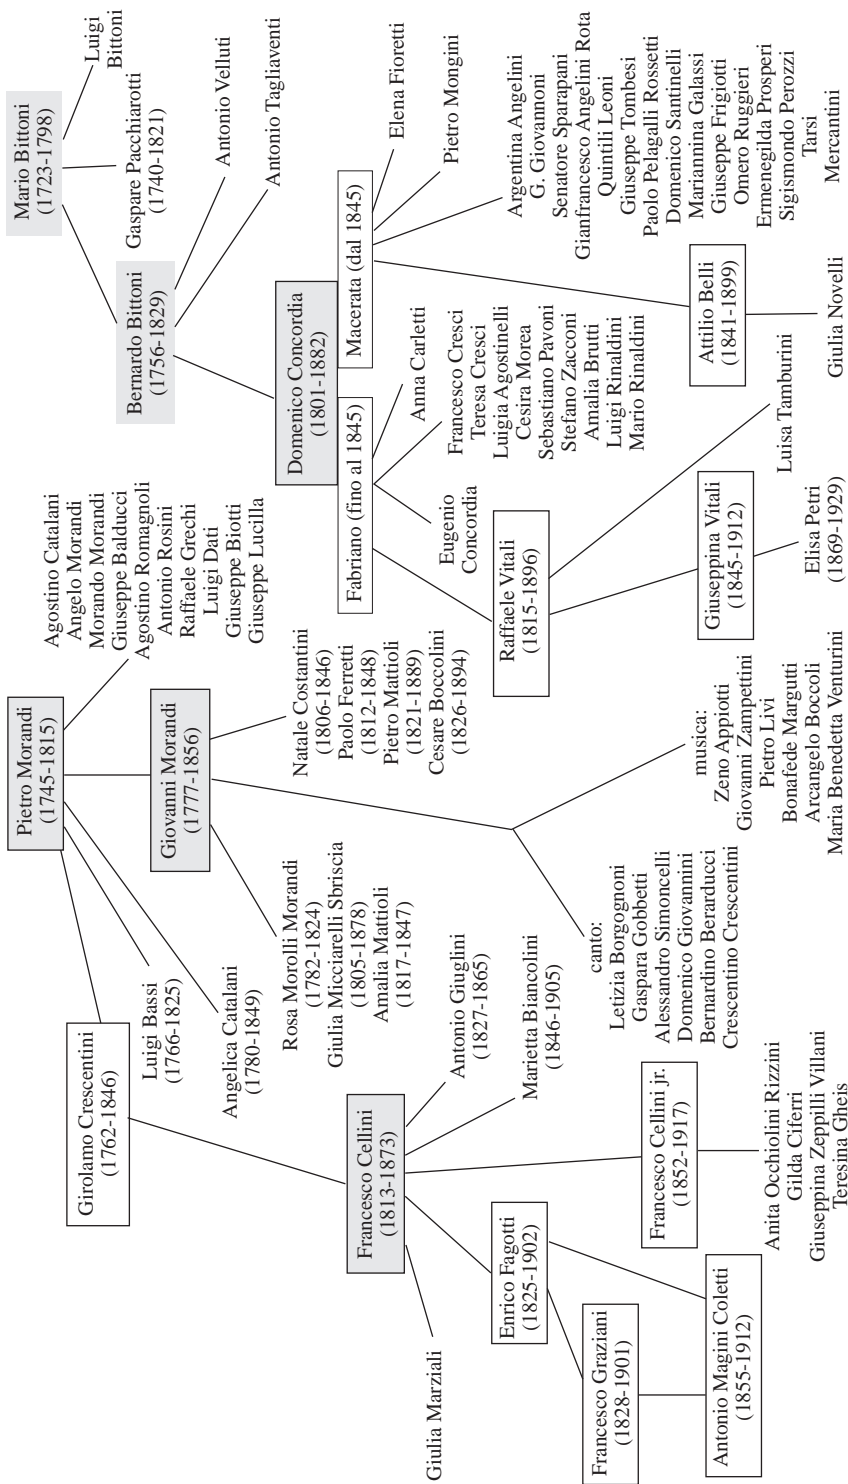 Pietro Morandi
(1745-1815)
Mario Bittoni
(1723-1798)
Luigi
Bittoni
Gaspare Pacchiarotti
(1740-1821)
Agostino Catalani
Angelo Morandi
Morando Morandi
Giuseppe Balducci
Agostino Romagnoli
Antonio Rosini
Raffaele Grechi
Luigi Dati
Giuseppe Biotti
Giuseppe Lucilla
Girolamo Crescentini
(1762-1846)
Luigi Bassi
(1766-1825)
Angelica Catalani
(1780-1849)
Giovanni Morandi
(1777-1856)
Bernardo Bittoni
(1756-1829)
Antonio Velluti
Antonio Tagliaventi
Rosa Morolli Morandi
(1782-1824)
Giulia Micciarelli Sbriscia
(1805-1878)
Amalia Mattioli
(1817-1847)
Natale Costantini
(1806-1846)
Paolo Ferretti
(1812-1848)
Pietro Mattioli
(1821-1889)
Cesare Boccolini
(1826-1894)
Domenico Concordia
(1801-1882)
Fabriano (fino al 1845)
Macerata (dal 1845)
Francesco Cellini
(1813-1873)
Giulia Marziali
Antonio Giuglini
(1827-1865)
Marietta Biancolini
(1846-1905)
Eugenio
Concordia
Anna Carletti
Elena Fioretti
Pietro Mongini
Francesco Cresci
Teresa Cresci
Luigia Agostinelli
Cesira Morea
Sebastiano Pavoni
Stefano Zacconi
Amalia Brutti
Luigi Rinaldini
Mario Rinaldini
Argentina Angelini
G. Giovannoni
Senatore Sparapani
Gianfrancesco Angelini Rota
Quintili Leoni
Giuseppe Tombesi
Paolo Pelagalli Rossetti
Domenico Santinelli
Mariannina Galassi
Giuseppe Frigiotti
Omero Ruggieri
Ermenegilda Prosperi
Sigismondo Perozzi
Tarsi
Mercantini
Enrico Fagotti
(1825-1902)
Raffaele Vitali
(1815-1896)
Francesco Graziani
(1828-1901)
Francesco Cellini jr.
(1852-1917)
canto:
Letizia Borgognoni
Gaspara Gobbetti
Alessandro Simoncelli
Domenico Giovannini
Bernardino Berarducci
Crescentino Crescentini
musica:
Zeno Appiotti
Giovanni Zampettini
Pietro Livi
Bonafede Margutti
Arcangelo Boccoli
Maria Benedetta Venturini
Giuseppina Vitali
(1845-1912)
Luisa Tamburini
Attilio Belli
(1841-1899)
Antonio Magini Coletti
(1855-1912)
Anita Occhiolini Rizzini
Gilda Ciferri
Giuseppina Zeppilli Villani
Teresina Gheis
Elisa Petri
(1869-1929)
Giulia Novelli